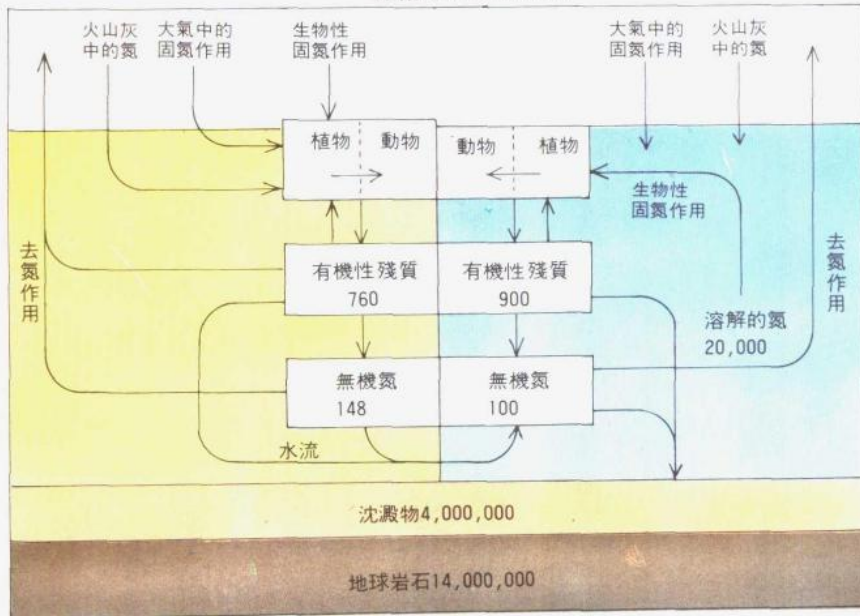 火山灰
中的氮
大氣中的
固氮作用
生物性
固氮作用
大氣中的
固氮作用
火山灰
中的氮
植物
動物
動物
植物
生物性
固氮作用
去氮作用
有機性殘質
760
有機性殘質
900
去氮作用
溶解的氮
20,000
無機氮
148
無機氮
100
水流
沈澱物4,000,000
地球岩石14,000,000